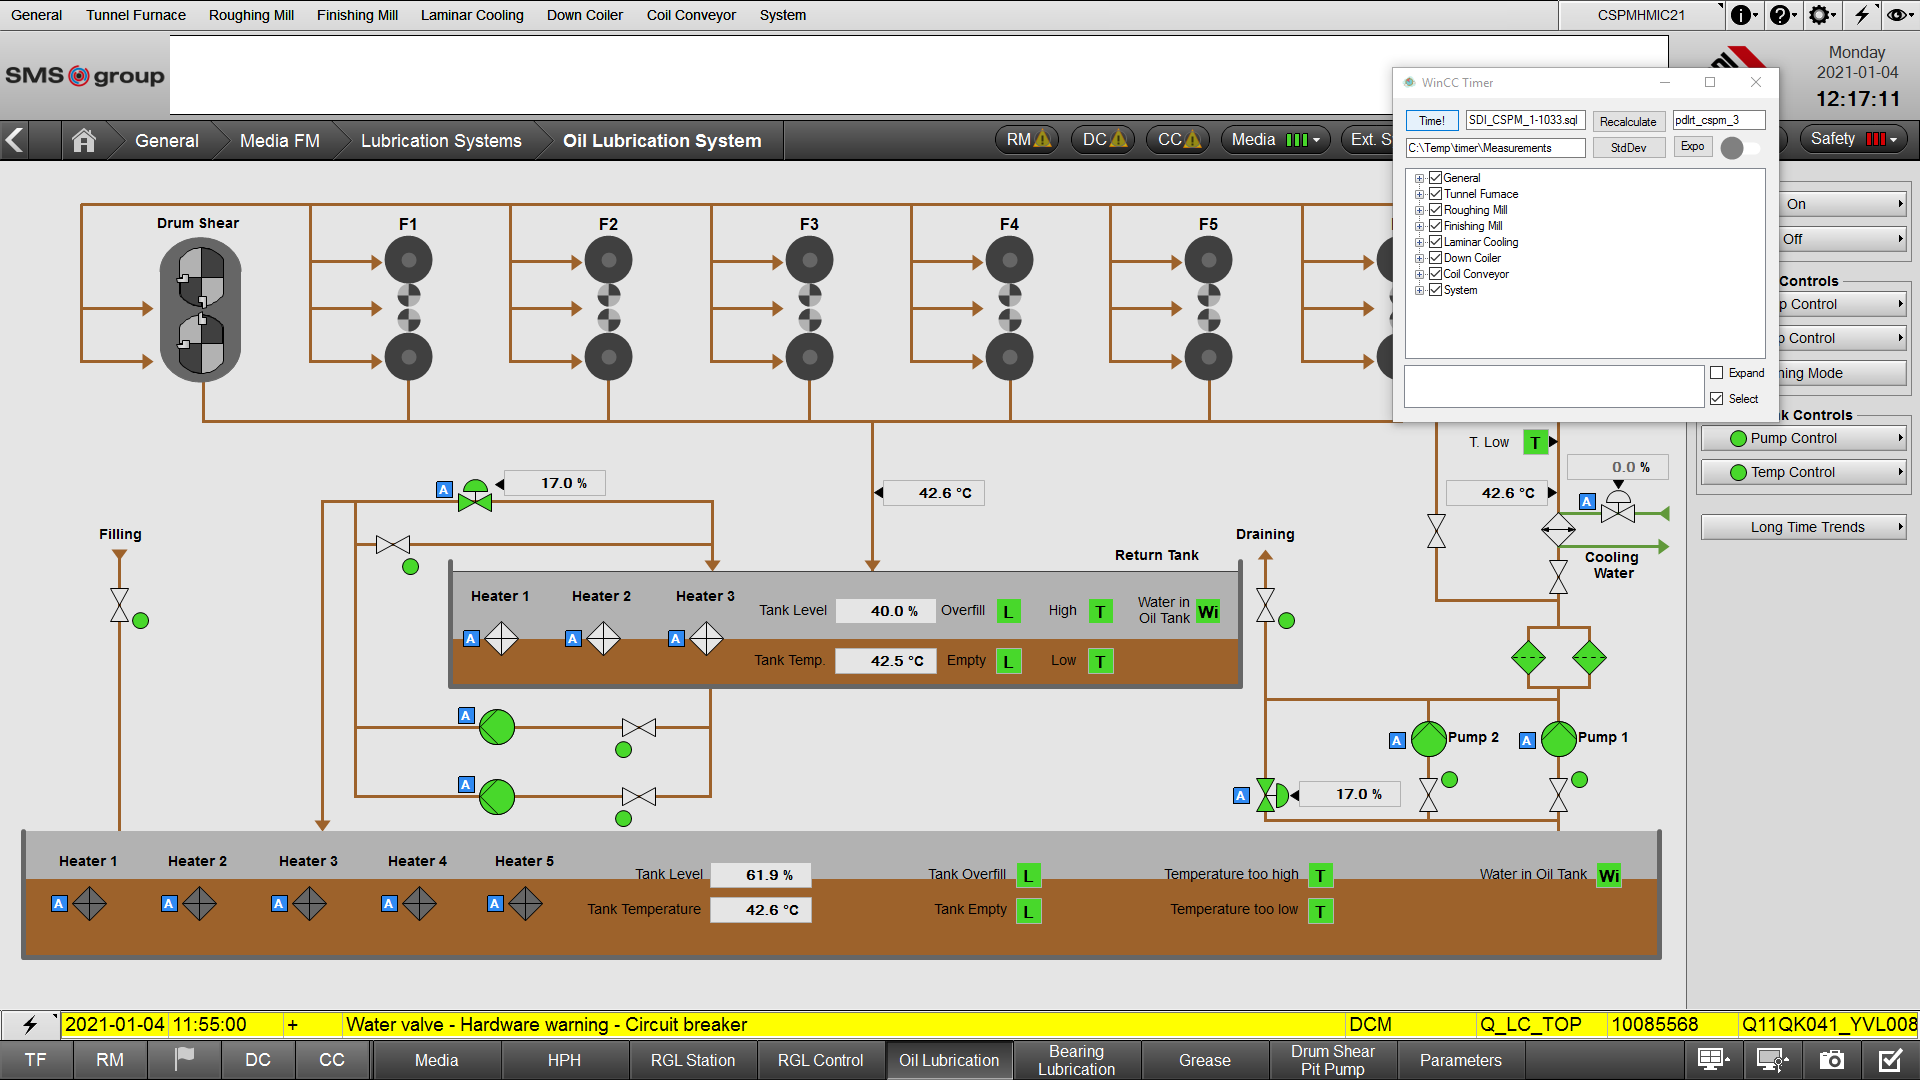 General Tunnel Furnace Roughing Mill Finishing Mill Laminar Cooling Down Coiler Coil Conveyor System CSPMHMIC21
SMS group
Monday
2021-01-04
12:17:11
WinCC Timer
Time! SDI_CSPM_1-1033.sql Recalculate pdlrt_cspm_3
C:\Temp\timer\Measurements StdDev Expo
General
Tunnel Furnace
Roughing Mill
Finishing Mill
Laminar Cooling
Down Coiler
Coil Conveyor
System
Expand
Select
General Media FM Lubrication Systems Oil Lubrication System RM DC CC Media Ext. S Safety
On
Off
Controls
p Control
p Control
ning Mode
k Controls
Pump Control
Temp Control
Long Time Trends
Drum Shear F1 F2 F3 F4 F5
T. Low T
0.0 %
A 17.0 %
42.6 °C
42.6 °C
A
Filling
Draining
Cooling
Water
Return Tank
Heater 1 Heater 2 Heater 3
A A A
Tank Level 40.0 % Overfill L High T Water in
Oil Tank Wi
Tank Temp. 42.5 °C Empty L Low T
A
A
A Pump 2 A Pump 1
A 17.0 %
Heater 1 Heater 2 Heater 3 Heater 4 Heater 5
A A A A A
Tank Level 61.9 % Tank Overfill L Temperature too high T Water in Oil Tank Wi
Tank Temperature 42.6 °C Tank Empty L Temperature too low T
2021-01-04 11:55:00 + Water valve - Hardware warning - Circuit breaker DCM Q_LC_TOP 10085568 Q11QK041_YVL008
TF RM DC CC Media HPH RGL Station RGL Control Oil Lubrication Bearing
Lubrication Grease Drum Shear
Pit Pump Parameters